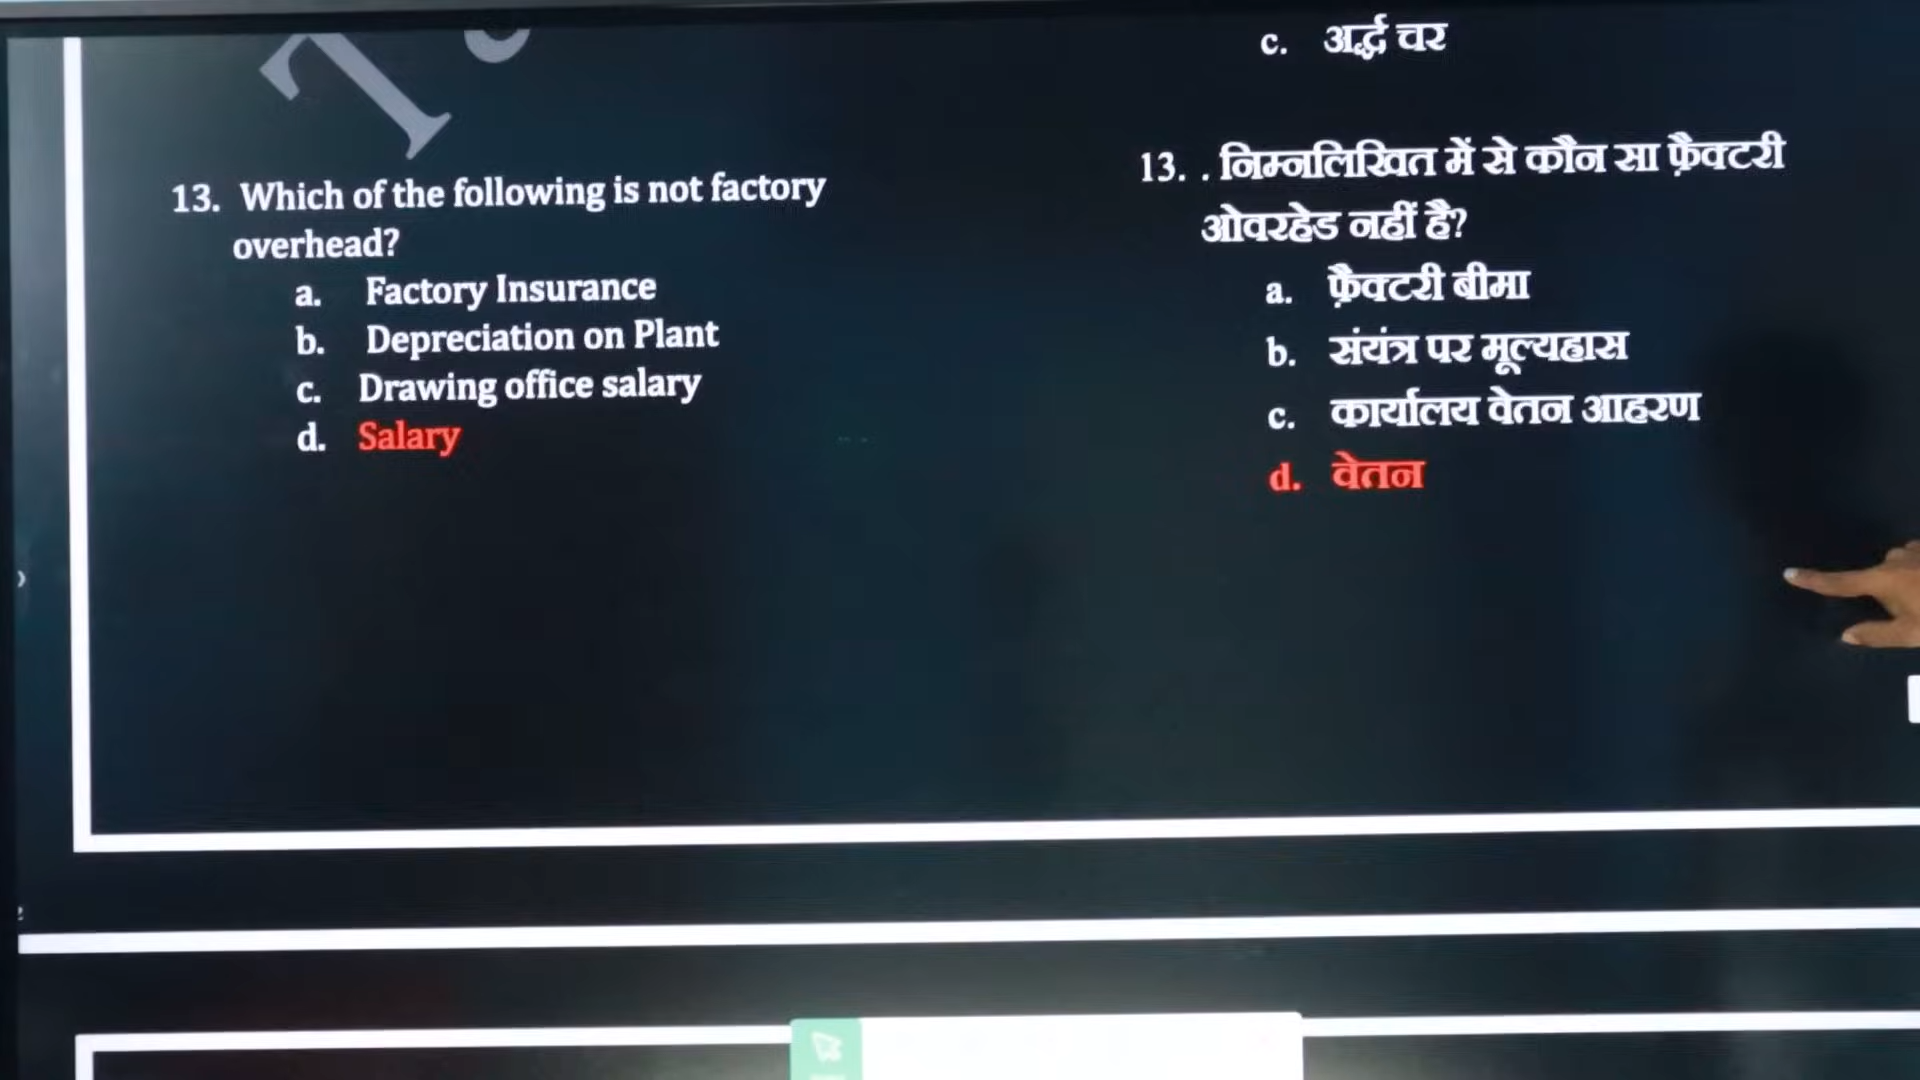 13. Which of the following is not factory
overhead?
a. Factory Insurance
b. Depreciation on Plant
c. Drawing office salary
d. Salary
c. अर्द्ध चर
13. . निम्नलिखित में से कौन सा फ़ैक्टरी
ओवरहेड नहीं है?
a. फ़ैक्टरी बीमा
b. संयंत्र पर मूल्यहास
c. कार्यालय वेतन आहरण
d. वेतन